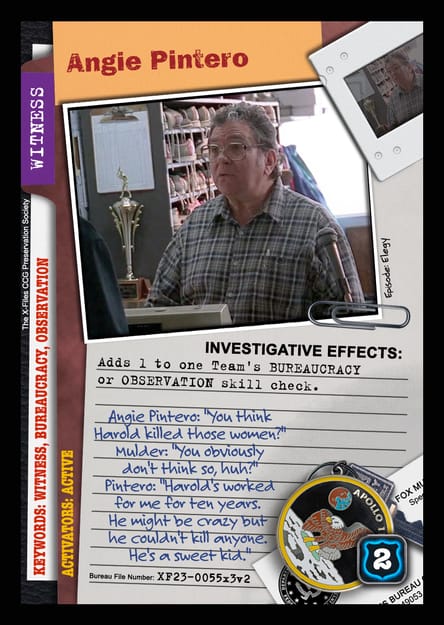 Angie Pintero
WITNESS
The X-Files CCG Preservation Society
KEYWORDS: WITNESS, BUREAUCRACY, OBSERVATION
ACTIVATORS: ACTIVE
Episode: Elegy
INVESTIGATIVE EFFECTS:
Adds 1 to one Team's BUREAUCRACY
or OBSERVATION skill check.
Angie Pintero: "You think
Harold killed those women?"
Mulder: "You obviously
don't think so, huh?"
Pintero: "Harold's worked
for me for ten years.
He might be crazy but
he couldn't kill anyone.
He's a sweet kid."
Bureau File Number: XF23-0055x3v2
APOLLO
FOX MU
Spe
2
'S BUREAU
49053